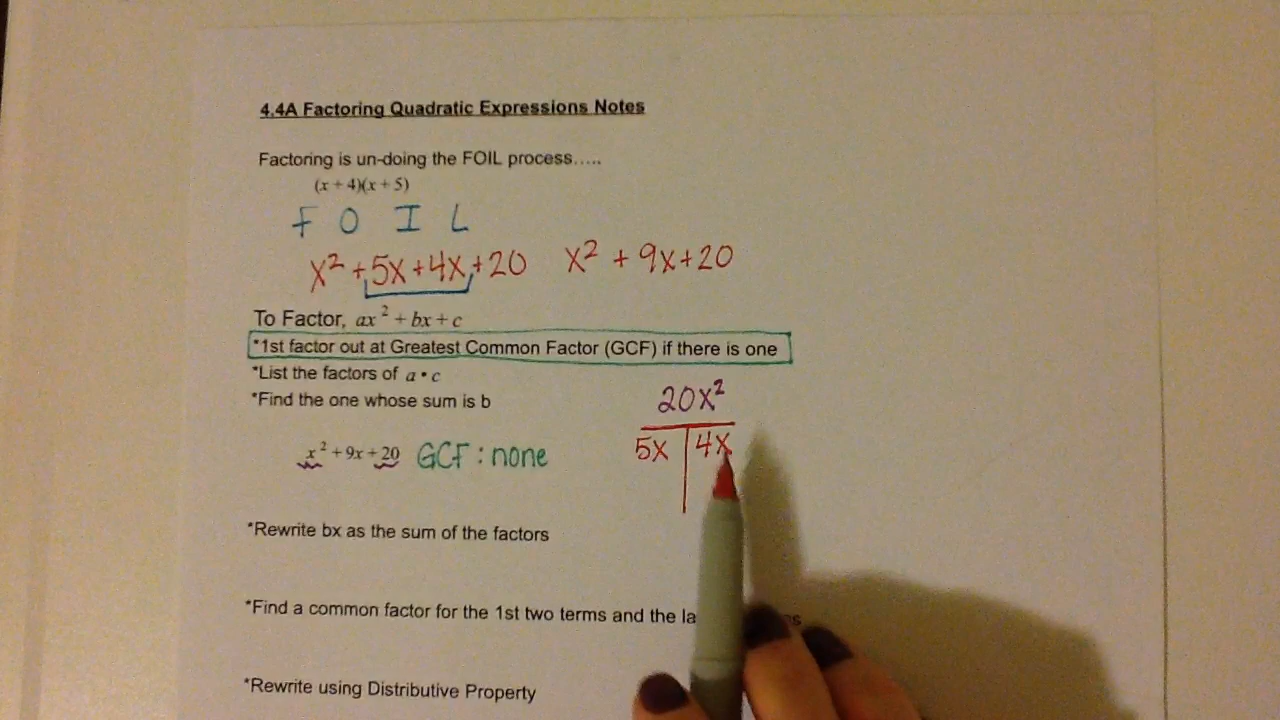 4.4A Factoring Quadratic Expressions Notes
Factoring is un-doing the FOIL process.....
(x + 4)(x + 5)
F O I L
x² + 5x + 4x + 20 x² + 9x + 20
To Factor, ax² + bx + c
*1st factor out at Greatest Common Factor (GCF) if there is one
*List the factors of a • c
*Find the one whose sum is b
20x²
5x 4x
x² + 9x + 20 GCF : none
*Rewrite bx as the sum of the factors
*Find a common factor for the 1st two terms and the
*Rewrite using Distributive Property